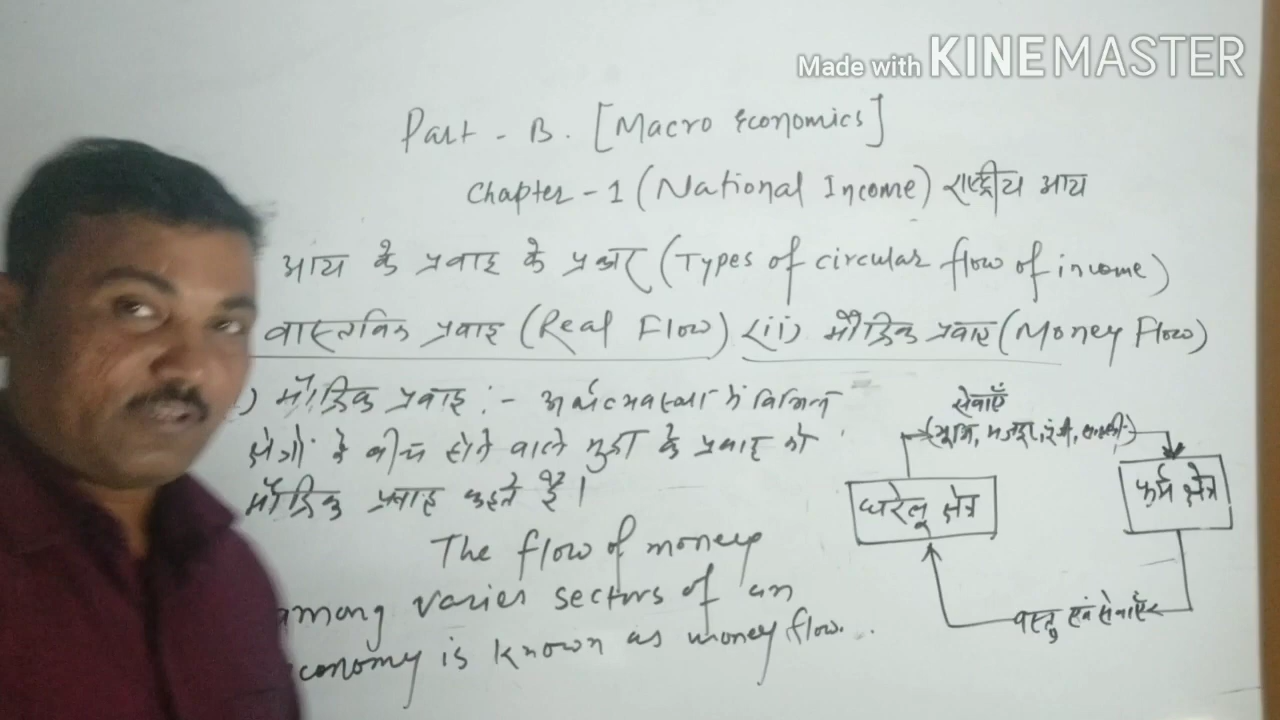 Made with KINEMASTER
Part - B. [Macro Economics]
Chapter - 1 (National Income) राष्ट्रीय आय
आय के प्रवाह के प्रकार (Types of circular flow of income)
वास्तविक प्रवाह (Real Flow) (ii) मौद्रिक प्रवाह (Money Flow)
) मौद्रिक प्रवाह :- अर्थव्यवस्था में विभिन्न
क्षेत्रों के बीच होने वाले मुद्रा के प्रवाह को
मौद्रिक प्रवाह कहते है।
The flow of money
among varies sectors of an
conomy is known as money flow.
सेवाएँ
(भूमि, मजदूर,
घरेलू क्षेत्र
फर्म क्षेत्र
वस्तु एवं सेवाएँ